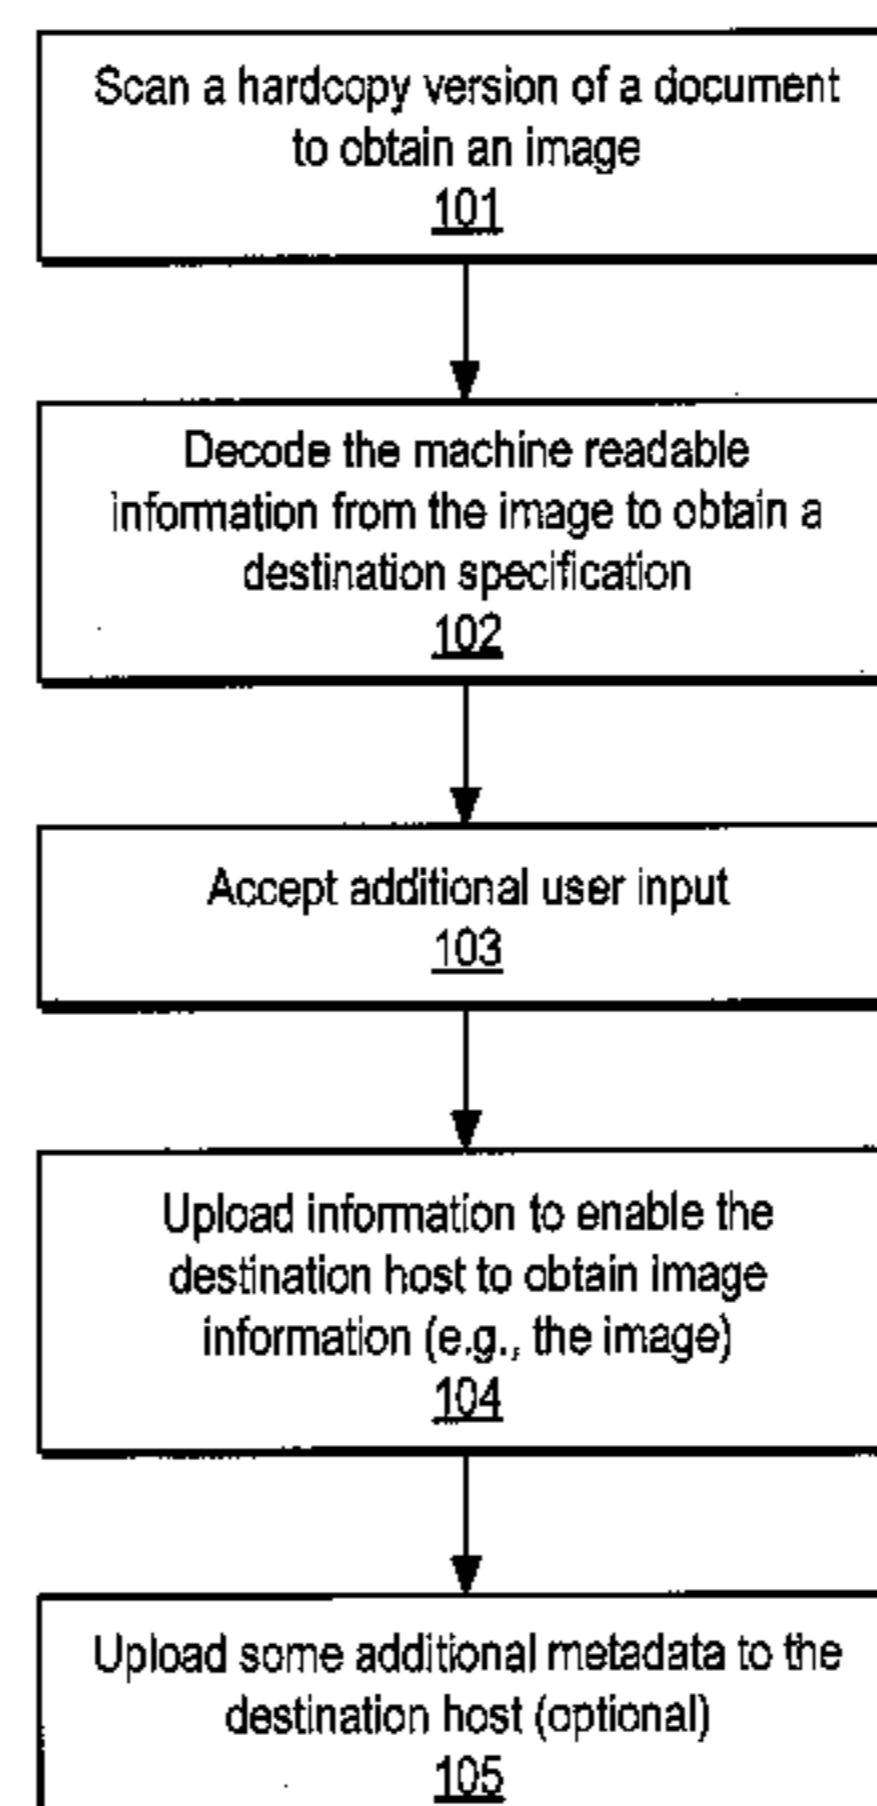 Scan a hardcopy version of a document
to obtain an image
101
Decode the machine readable
information from the image to obtain a
destination specification
102
Accept additional user input
103
Upload information to enable the
destination host to obtain image
information (e.g., the image)
104
Upload some additional metadata to the
destination host (optional)
105